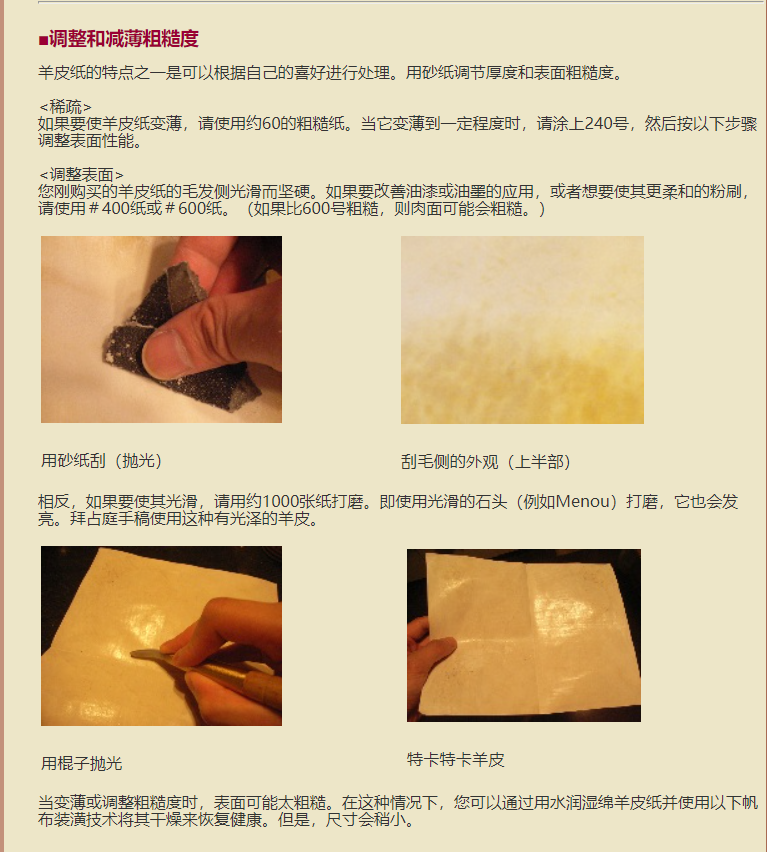 ■调整和减薄粗糙度
羊皮纸的特点之一是可以根据自己的喜好进行处理。用砂纸调节厚度和表面粗糙度。
<稀疏>
如果要使羊皮纸变薄，请使用约60的粗糙纸。当它变薄到一定程度时，请涂上240号，然后按以下步骤
调整表面性能。
<调整表面>
您刚购买的羊皮纸的毛发侧光滑而坚硬。如果要改善油漆或油墨的应用，或者想要使其更柔和的粉刷，
请使用＃400纸或＃600纸。（如果比600号粗糙，则肉面可能会粗糙。）
用砂纸刮（抛光）
刮毛侧的外观（上半部）
相反，如果要使其光滑，请用约1000张纸打磨。即使用光滑的石头（例如Menou）打磨，它也会发
亮。拜占庭手稿使用这种有光泽的羊皮。
用棍子抛光
特卡特卡羊皮
当变薄或调整粗糙度时，表面可能太粗糙。在这种情况下，您可以通过用水润湿绵羊皮纸并使用以下帆
布装潢技术将其干燥来恢复健康。但是，尺寸会稍小。